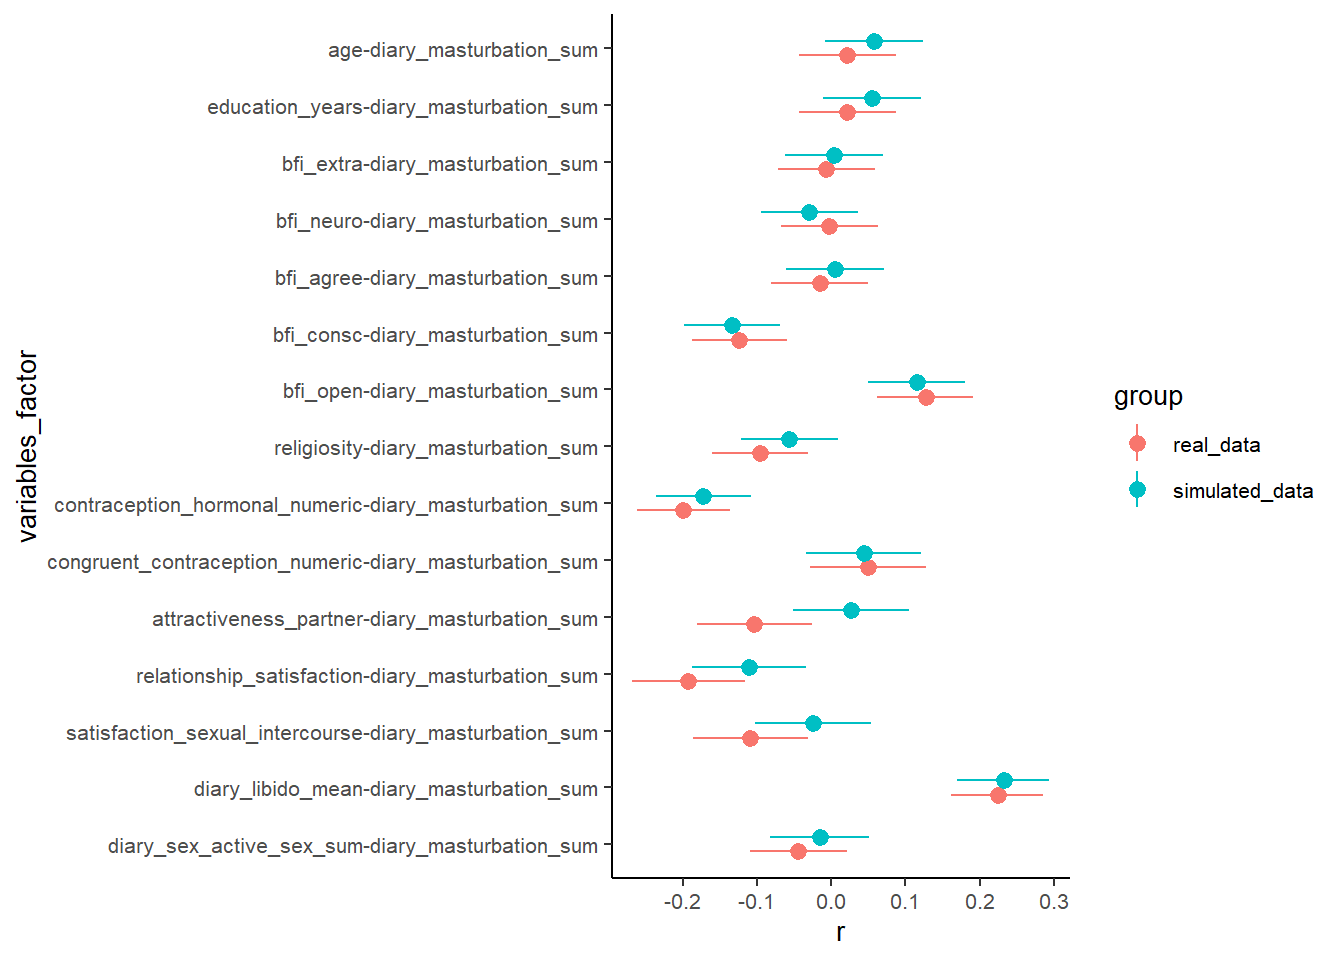 age-diary_masturbation_sum
education_years-diary_masturbation_sum
bfi_extra-diary_masturbation_sum
bfi_neuro-diary_masturbation_sum
bfi_agree-diary_masturbation_sum
bfi_consc-diary_masturbation_sum
bfi_open-diary_masturbation_sum
religiosity-diary_masturbation_sum
contraception_hormonal_numeric-diary_masturbation_sum
congruent_contraception_numeric-diary_masturbation_sum
attractiveness_partner-diary_masturbation_sum
relationship_satisfaction-diary_masturbation_sum
satisfaction_sexual_intercourse-diary_masturbation_sum
diary_libido_mean-diary_masturbation_sum
diary_sex_active_sex_sum-diary_masturbation_sum
variables_factor
-0.2 -0.1 0.0 0.1 0.2 0.3
r
group
real_data
simulated_data